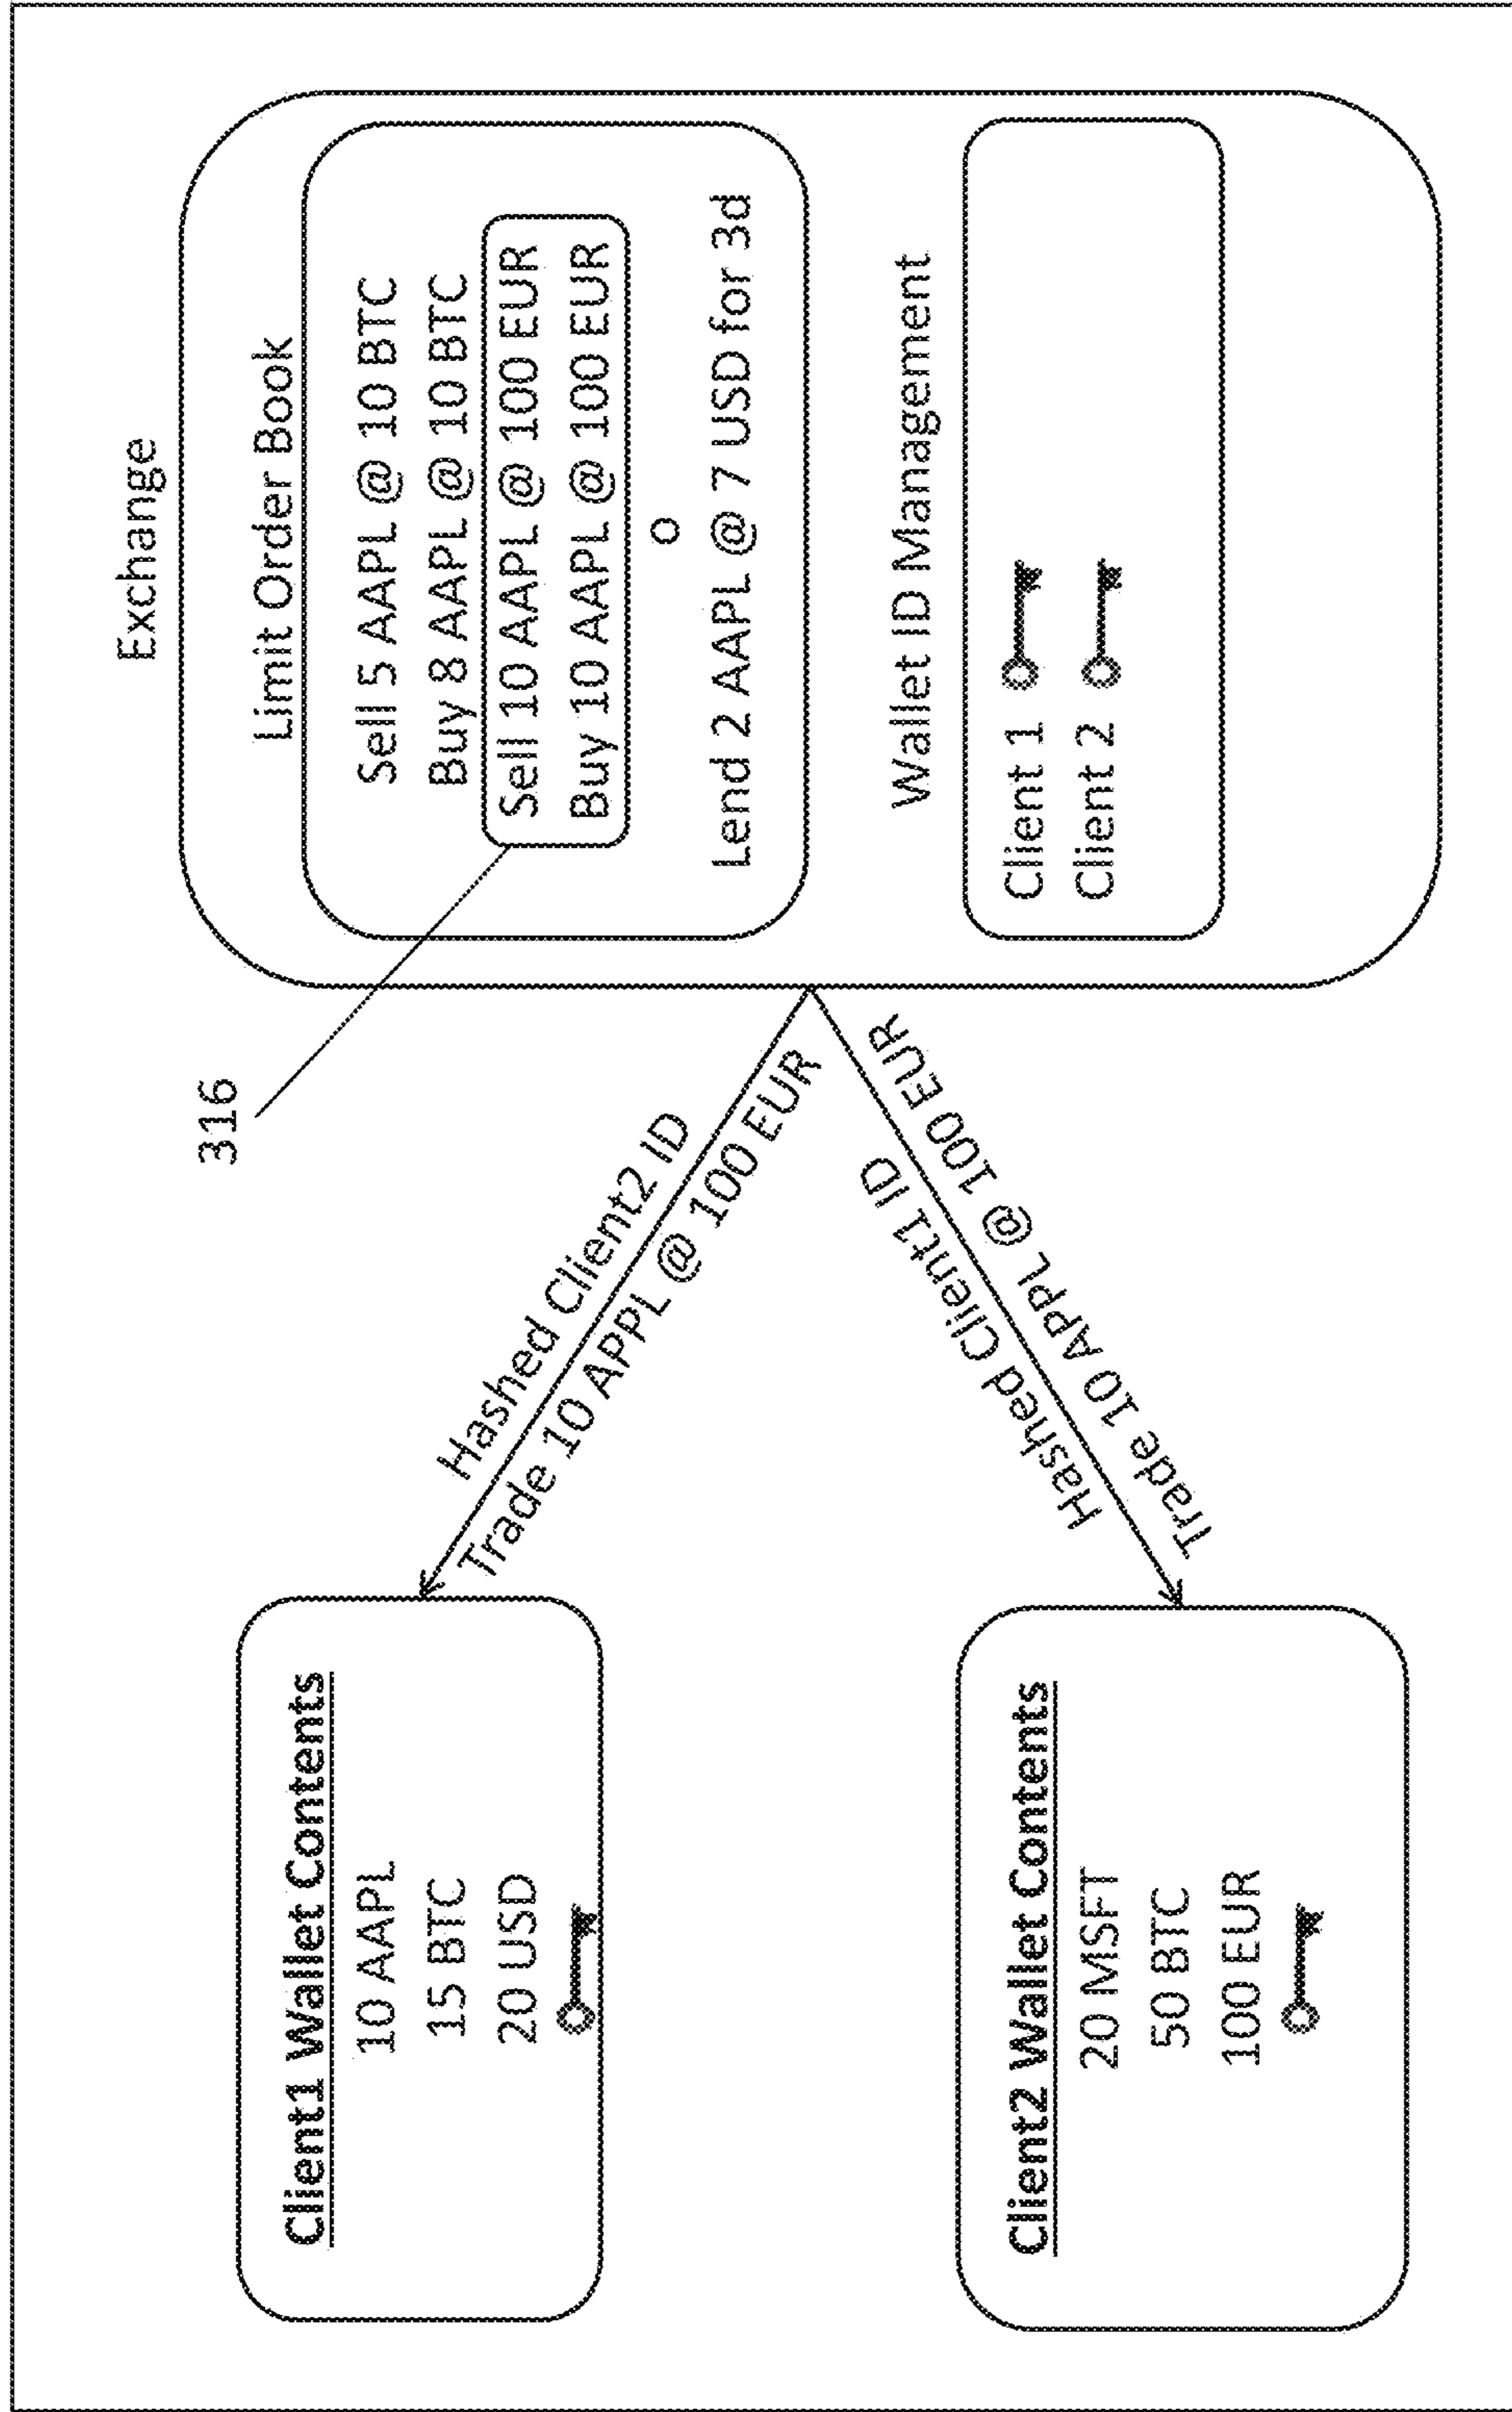 Exchange
Limit Order Book
Sell 5 AAPL @ 10 BTC
Buy 8 AAPL @ 10 BTC
Sell 10 AAPL @ 100 EUR
Buy 10 AAPL @ 100 EUR
o
Lend 2 AAPL @ 7 USD for 3d
Wallet ID Management
Client 1
Client 2
316
Hashed Client2 ID
Trade 10 APPL @ 100 EUR
Hashed Client1 ID
Trade 10 APPL @ 100 EUR
Client1 Wallet Contents
10 AAPL
15 BTC
20 USD
Client2 Wallet Contents
20 MSFT
50 BTC
100 EUR